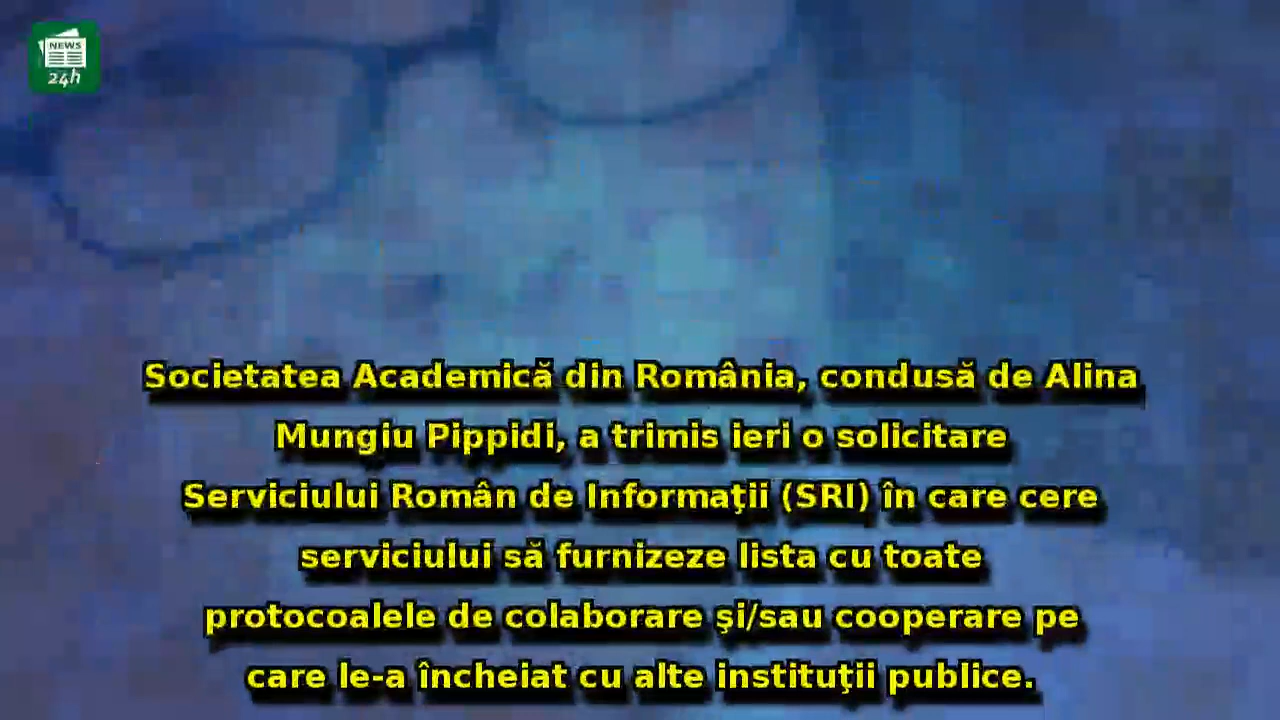 NEWS
24h
Societatea Academică din România, condusă de Alina
Mungiu Pippidi, a trimis ieri o solicitare
Serviciului Român de Informaţii (SRI) în care cere
serviciului să furnizeze lista cu toate
protocoalele de colaborare şi/sau cooperare pe
care le-a încheiat cu alte instituţii publice.